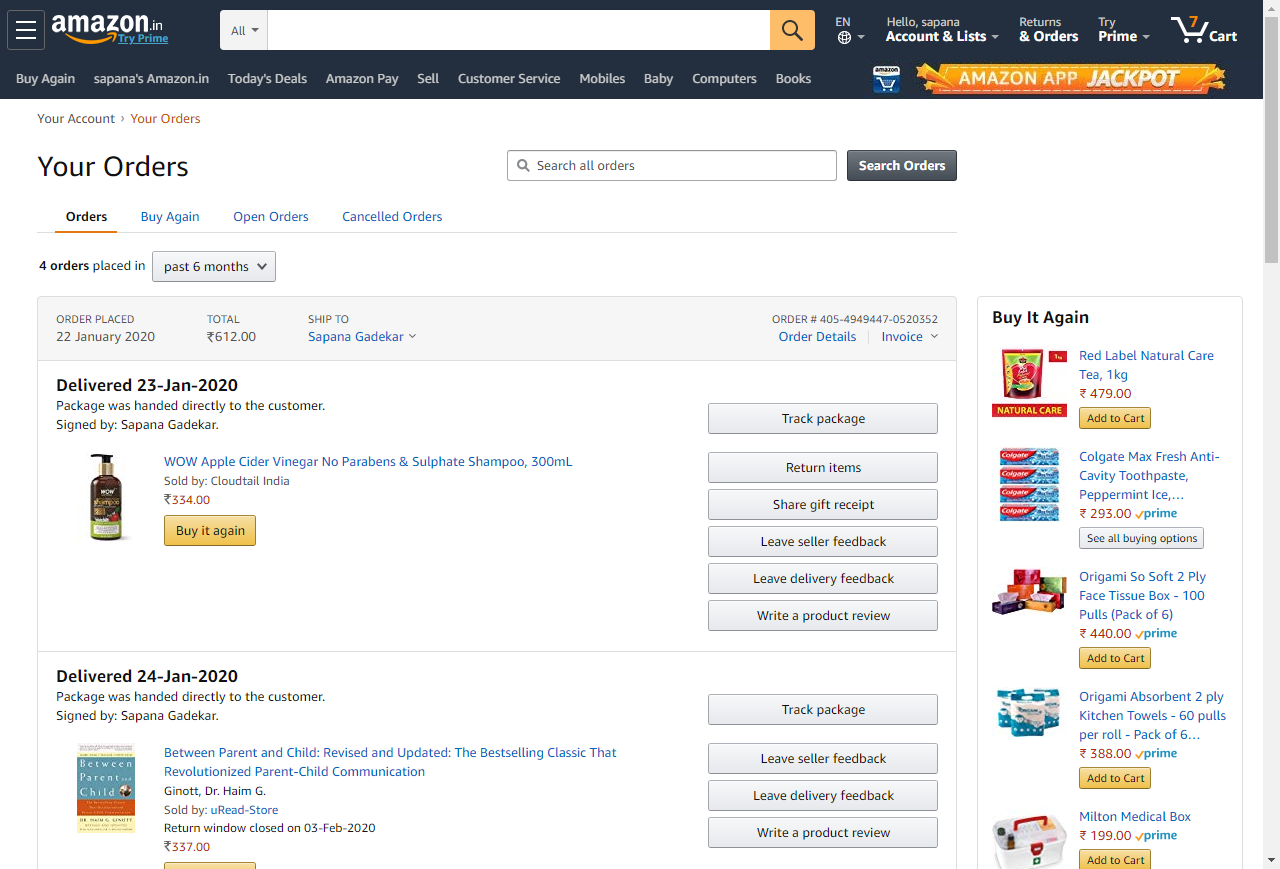 amazon.in
Try Prime
All
EN
Hello, sapana
Account & Lists
Returns
& Orders
Try
Prime
7
Cart
Buy Again
sapana's Amazon.in
Today's Deals
Amazon Pay
Sell
Customer Service
Mobiles
Baby
Computers
Books
amazon
AMAZON APP JACKPOT
Your Account › Your Orders
Your Orders
Search all orders
Search Orders
Orders
Buy Again
Open Orders
Cancelled Orders
4 orders placed in
past 6 months
ORDER PLACED
22 January 2020
TOTAL
₹612.00
SHIP TO
Sapana Gadekar
ORDER # 405-4949447-0520352
Order Details
Invoice
Delivered 23-Jan-2020
Package was handed directly to the customer.
Signed by: Sapana Gadekar.
WOW
shampoo
WOW Apple Cider Vinegar No Parabens & Sulphate Shampoo, 300mL
Sold by: Cloudtail India
₹334.00
Buy it again
Track package
Return items
Share gift receipt
Leave seller feedback
Leave delivery feedback
Write a product review
Delivered 24-Jan-2020
Package was handed directly to the customer.
Signed by: Sapana Gadekar.
Between
Parent and
Child
DR. HAIM G. GINOTT
Between Parent and Child: Revised and Updated: The Bestselling Classic That
Revolutionized Parent-Child Communication
Ginott, Dr. Haim G.
Sold by: uRead-Store
Return window closed on 03-Feb-2020
₹337.00
Track package
Leave seller feedback
Leave delivery feedback
Write a product review
Buy It Again
NATURAL CARE
Red Label Natural Care
Tea, 1kg
₹ 479.00
Add to Cart
Colgate
Colgate
Colgate
Colgate
Colgate Max Fresh Anti-
Cavity Toothpaste,
Peppermint Ice,…
₹ 293.00 prime
See all buying options
Origami So Soft 2 Ply
Face Tissue Box - 100
Pulls (Pack of 6)
₹ 440.00 prime
Add to Cart
Origami Absorbent 2 ply
Kitchen Towels - 60 pulls
per roll - Pack of 6…
₹ 388.00 prime
Add to Cart
Milton Medical Box
₹ 199.00 prime
Add to Cart